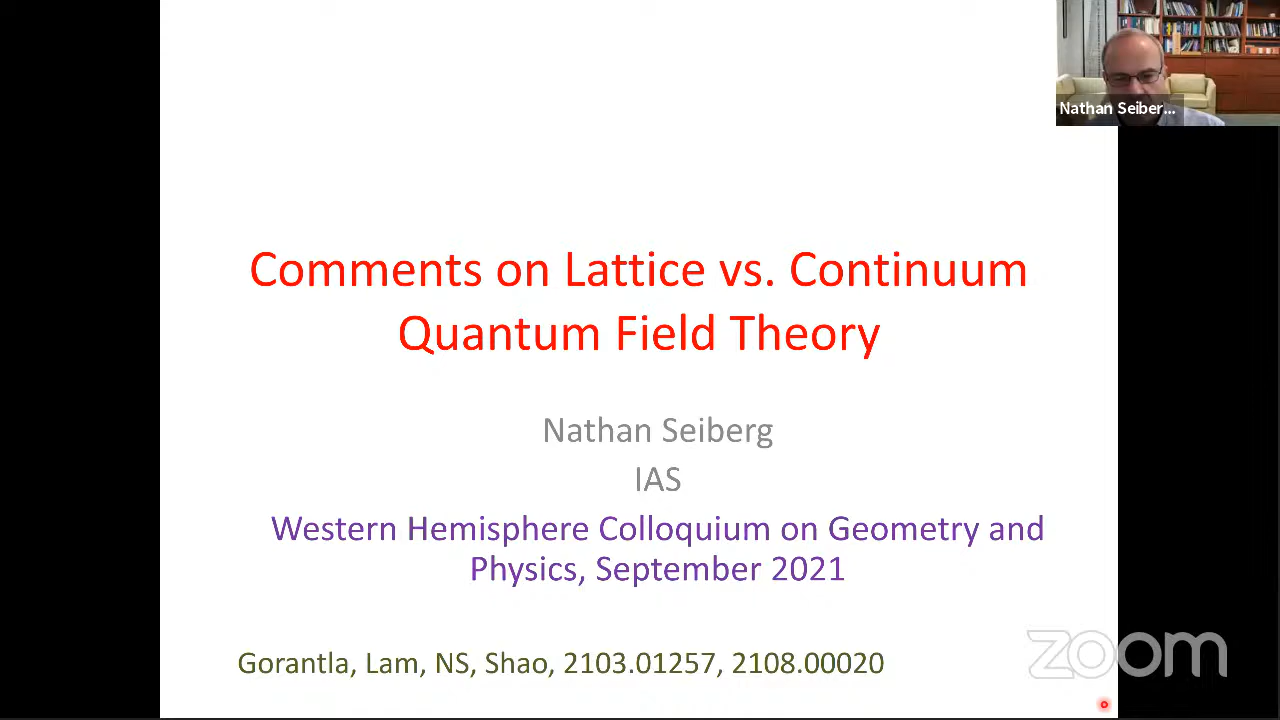 Nathan Seiber...
Comments on Lattice vs. Continuum
Quantum Field Theory
Nathan Seiberg
IAS
Western Hemisphere Colloquium on Geometry and
Physics, September 2021
Gorantla, Lam, NS, Shao, 2103.01257, 2108.00020
zoom